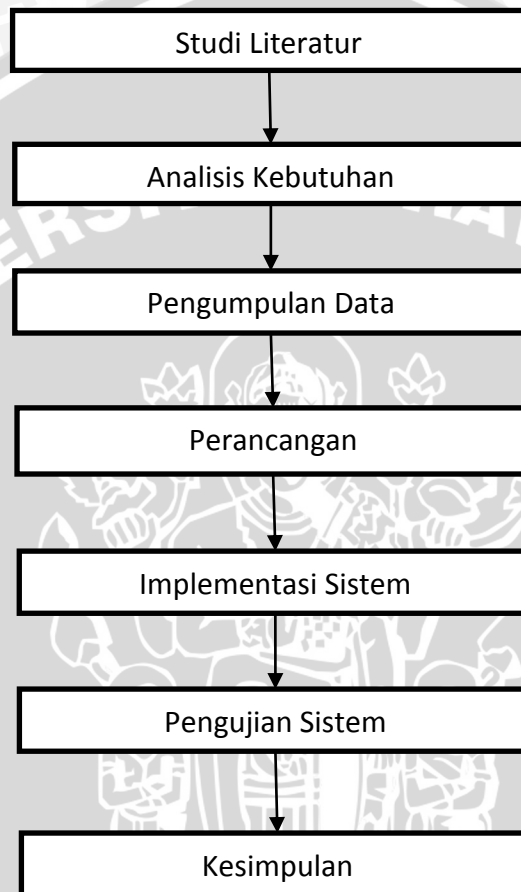 Studi Literatur
Analisis Kebutuhan
Pengumpulan Data
Perancangan
Implementasi Sistem
Pengujian Sistem
Kesimpulan